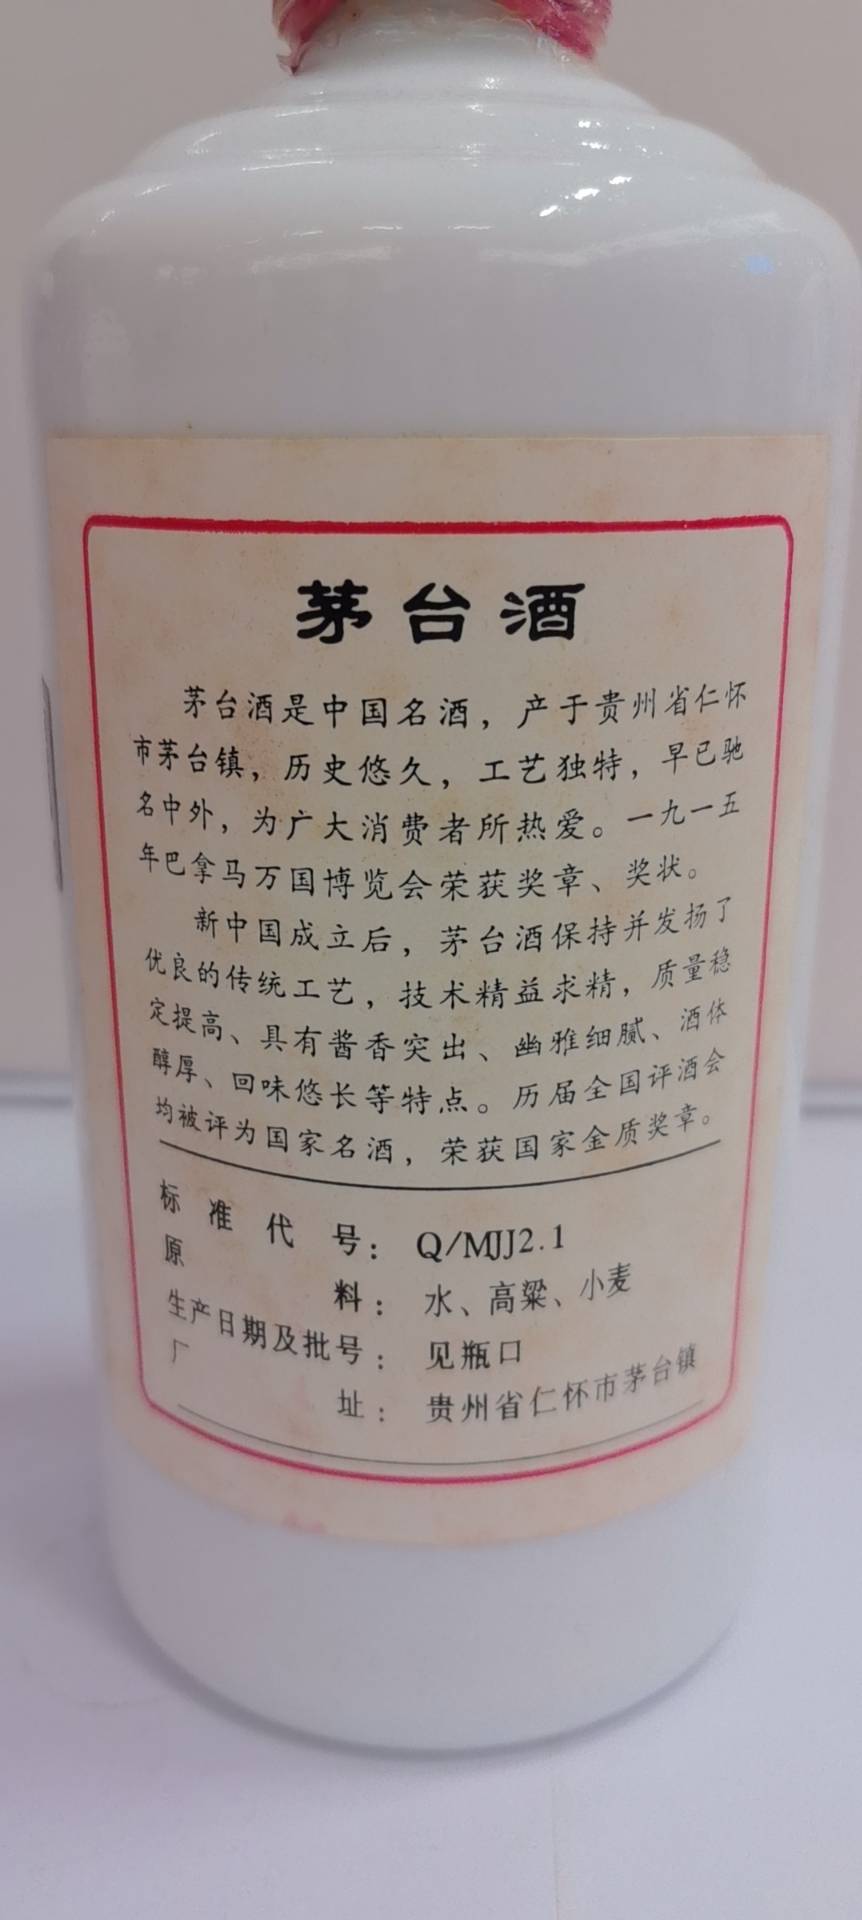 茅台酒
茅台酒是中国名酒，产于贵州省仁怀
市茅台镇，历史悠久，工艺独特，早已驰
名中外，为广大消费者所热爱。一九一五
年巴拿马万国博览会荣获奖章、奖状。
新中国成立后，茅台酒保持并发扬了
优良的传统工艺，技术精益求精，质量稳
定提高、具有酱香突出、幽雅细腻、酒体
醇厚、回味悠长等特点。历届全国评酒会
均被评为国家名酒，荣获国家金质奖章。
标准代号：Q/MJJ2.1
原料：水、高粱、小麦
生产日期及批号：见瓶口
厂址：贵州省仁怀市茅台镇